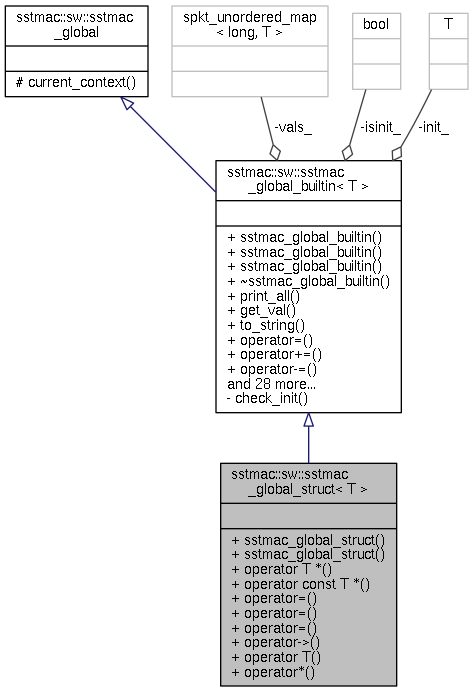 sstmac::sw::sstmac
_global
# current_context()
spkt_unordered_map
< long, T >
bool
T
-vals_
-isinit_
-init_
sstmac::sw::sstmac
_global_builtin< T >
+ sstmac_global_builtin()
+ sstmac_global_builtin()
+ sstmac_global_builtin()
+ ~sstmac_global_builtin()
+ print_all()
+ get_val()
+ to_string()
+ operator=()
+ operator+=()
+ operator-=()
and 28 more...
- check_init()
sstmac::sw::sstmac
_global_struct< T >
+ sstmac_global_struct()
+ sstmac_global_struct()
+ operator T *()
+ operator const T *()
+ operator=()
+ operator=()
+ operator=()
+ operator->()
+ operator T()
+ operator*()